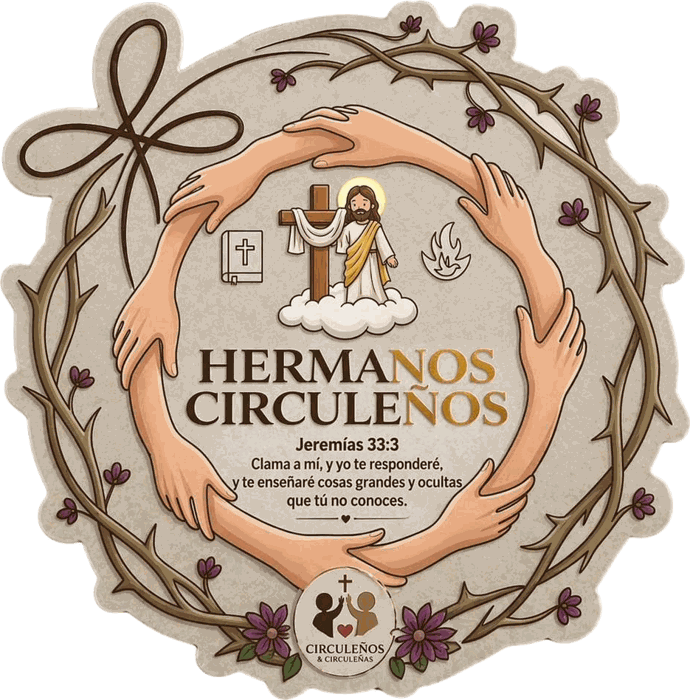 HERMANOS
CIRCULEÑOS
Jeremías 33:3
Clama a mí, y yo te responderé,
y te enseñaré cosas grandes y ocultas
que tú no conoces.
CIRCULEÑOS
& CIRCULEÑAS